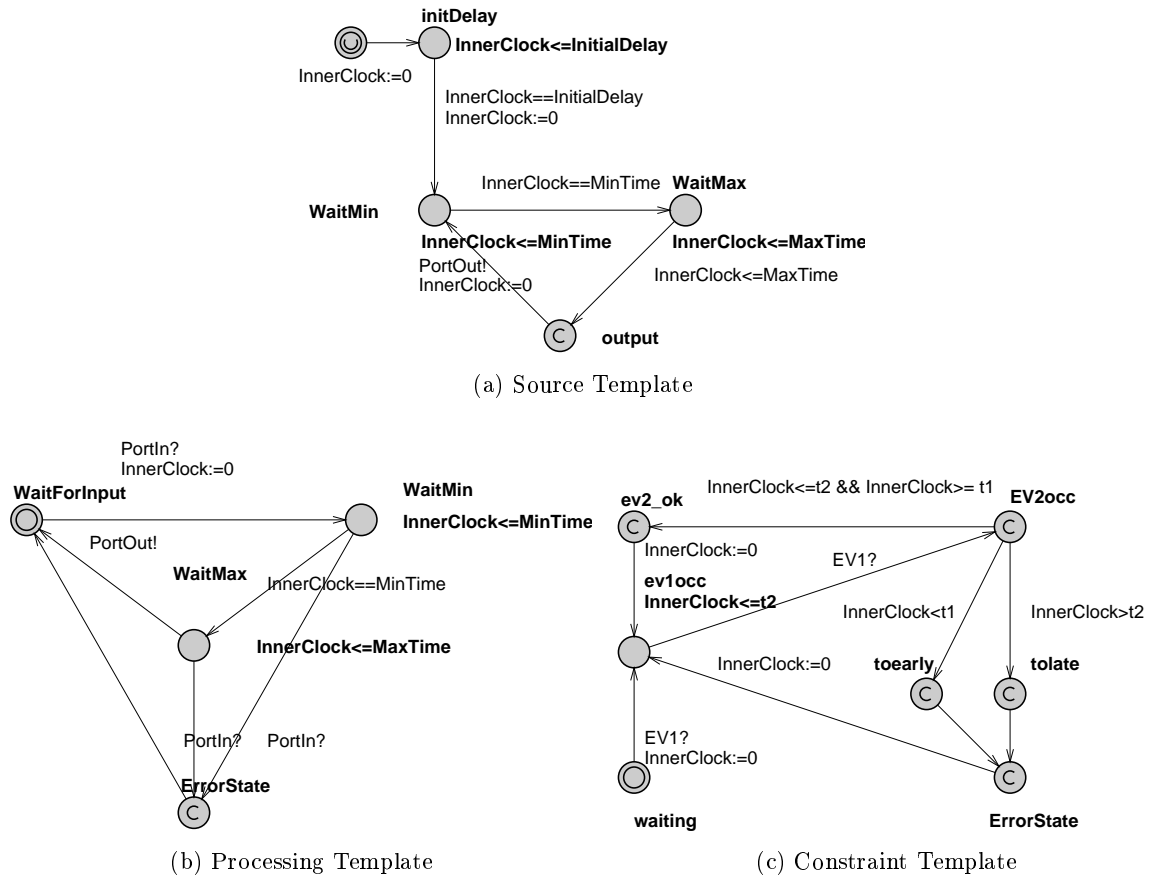 initDelay
InnerClock<=InitialDelay
InnerClock:=0
InnerClock==InitialDelay
InnerClock:=0
InnerClock==MinTime
WaitMax
WaitMin
InnerClock<=MinTime
InnerClock<=MaxTime
PortOut!
InnerClock:=0
InnerClock<=MaxTime
C
output
(a) Source Template
PortIn?
InnerClock:=0
WaitForInput
WaitMin
InnerClock<=MinTime
PortOut!
WaitMax
InnerClock==MinTime
InnerClock<=MaxTime
PortIn?
PortIn?
ErrorState
C
(b) Processing Template
InnerClock<=t2 && InnerClock>= t1
ev2_ok
EV2occ
C
C
InnerClock:=0
EV1?
ev1occ
InnerClock<=t2
InnerClock<t1
InnerClock>t2
InnerClock:=0
toearly
tolate
C
C
EV1?
InnerClock:=0
C
waiting
ErrorState
(c) Constraint Template